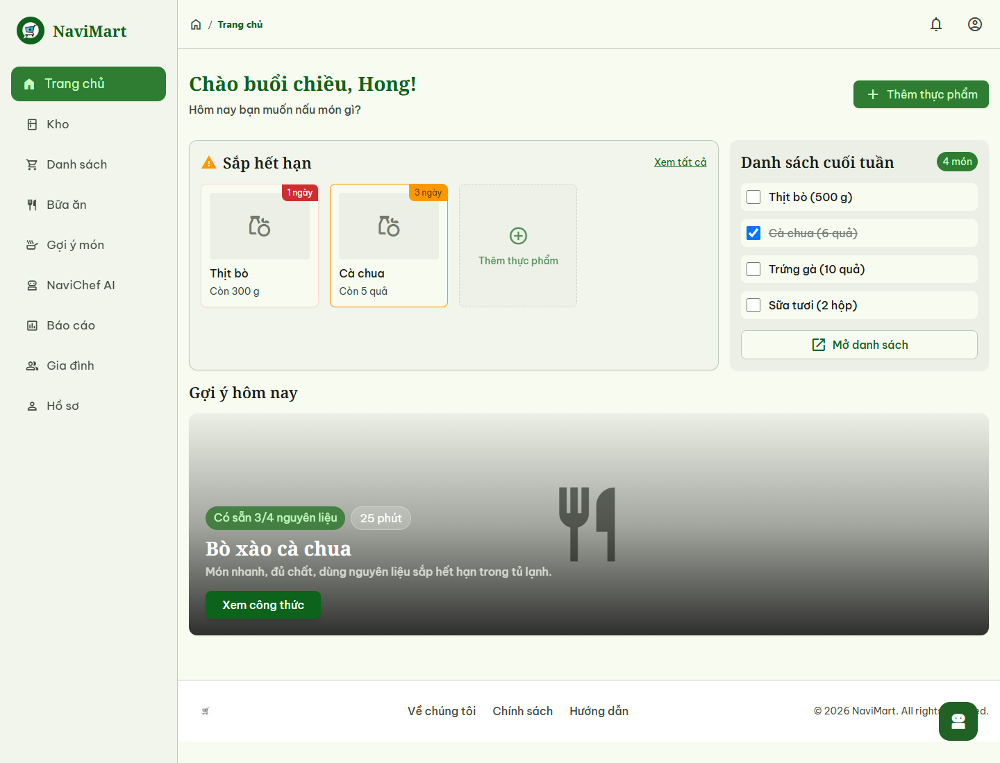 NaviMart
Trang chủ
Kho
Danh sách
Bữa ăn
Gợi ý món
NaviChef AI
Báo cáo
Gia đình
Hồ sơ
/ Trang chủ
Chào buổi chiều, Hong!
Hôm nay bạn muốn nấu món gì?
Thêm thực phẩm
Sắp hết hạn
Xem tất cả
1 ngày
Thịt bò
Còn 300 g
3 ngày
Cà chua
Còn 5 quả
Thêm thực phẩm
Danh sách cuối tuần
4 món
Thịt bò (500 g)
Cà chua (6 quả)
Trứng gà (10 quả)
Sữa tươi (2 hộp)
Mở danh sách
Gợi ý hôm nay
Có sẵn 3/4 nguyên liệu
25 phút
Bò xào cà chua
Món nhanh, đủ chất, dùng nguyên liệu sắp hết hạn trong tủ lạnh.
Xem công thức
Về chúng tôi
Chính sách
Hướng dẫn
© 2026 NaviMart. All